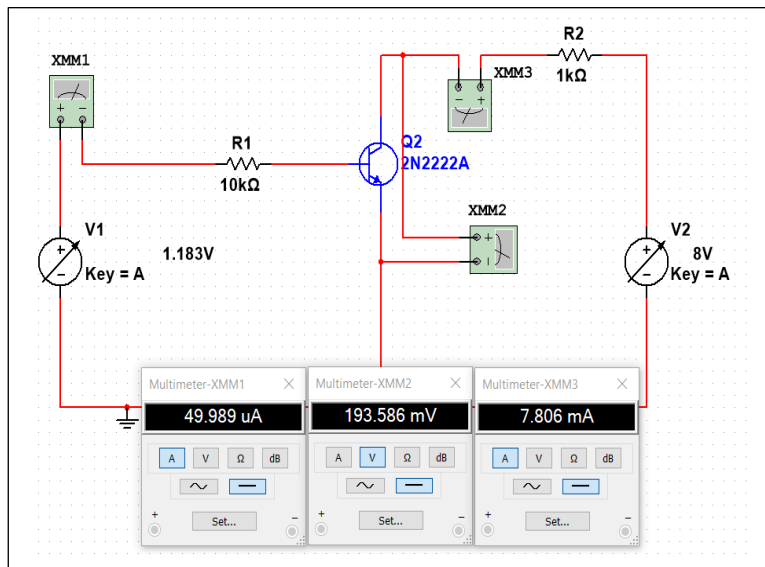 XMM1
+ −
R1
10kΩ
Q2
2N2222A
XMM3
− +
R2
1kΩ
XMM2
+
−
V1
+
−
Key = A
1.183V
V2
8V
+
−
Key = A
Multimeter-XMM1
49.989 uA
A V Ω dB
+ Set... −
Multimeter-XMM2
193.586 mV
A V Ω dB
+ Set... −
Multimeter-XMM3
7.806 mA
A V Ω dB
+ Set... −